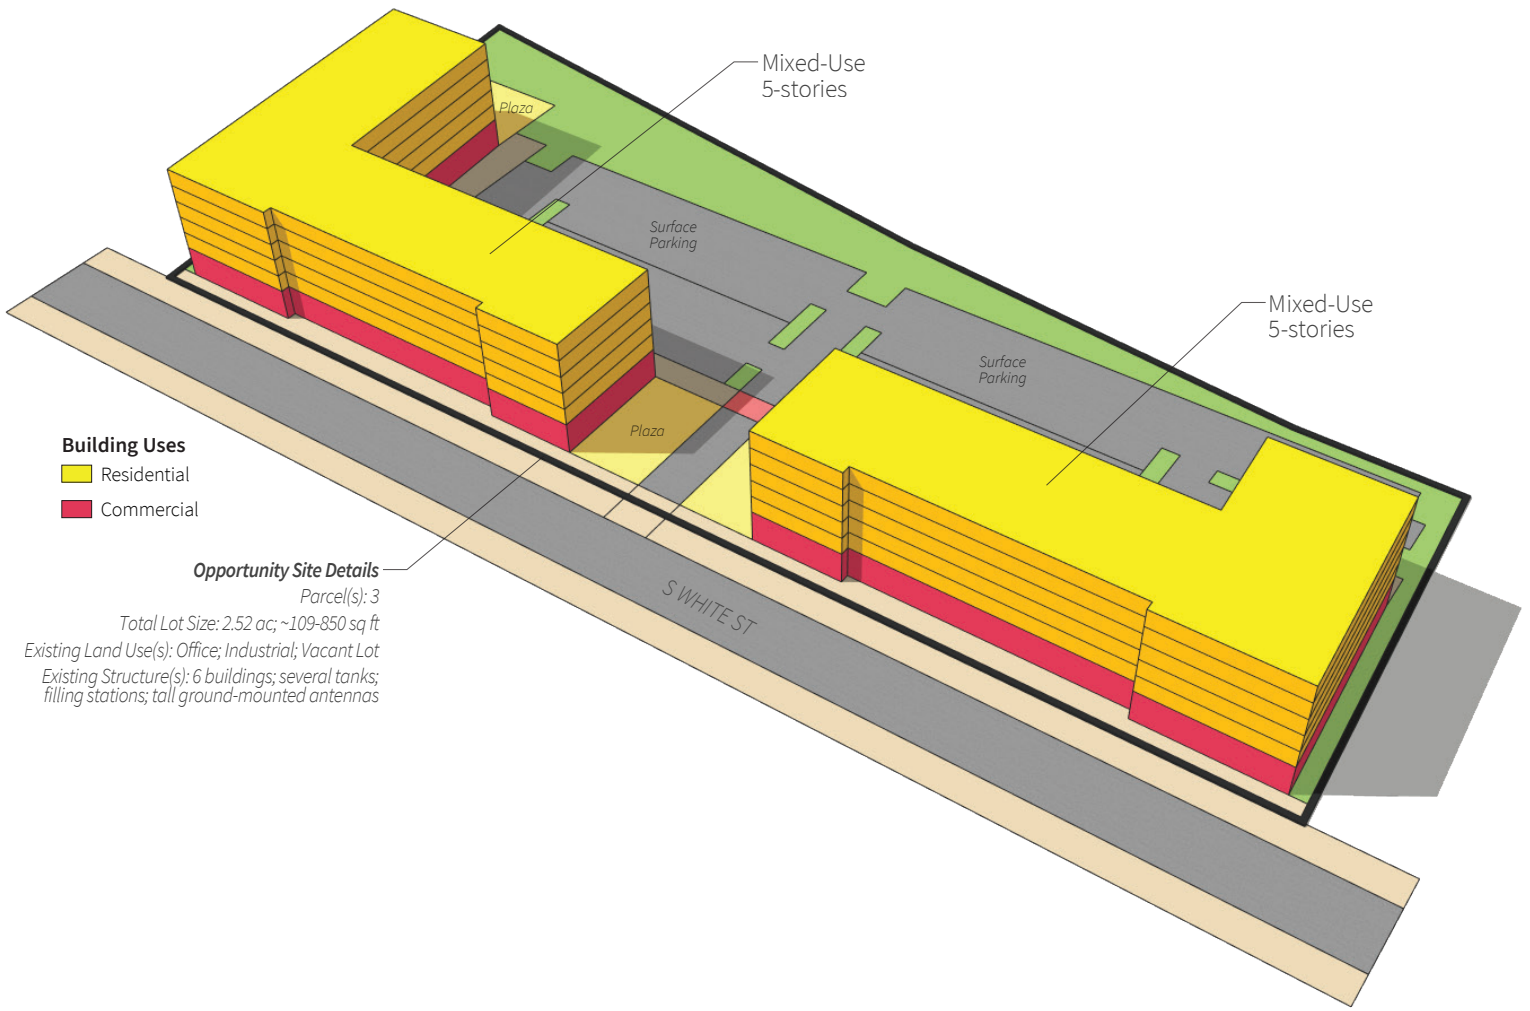 Mixed-Use
5-stories
Plaza
Surface
Parking
Mixed-Use
5-stories
Surface
Parking
Plaza
Building Uses
Residential
Commercial
Opportunity Site Details
Parcel(s): 3
Total Lot Size: 2.52 ac; ~109-850 sq ft
Existing Land Use(s): Office; Industrial; Vacant Lot
Existing Structure(s): 6 buildings; several tanks;
filling stations; tall ground-mounted antennas
S WHITE ST